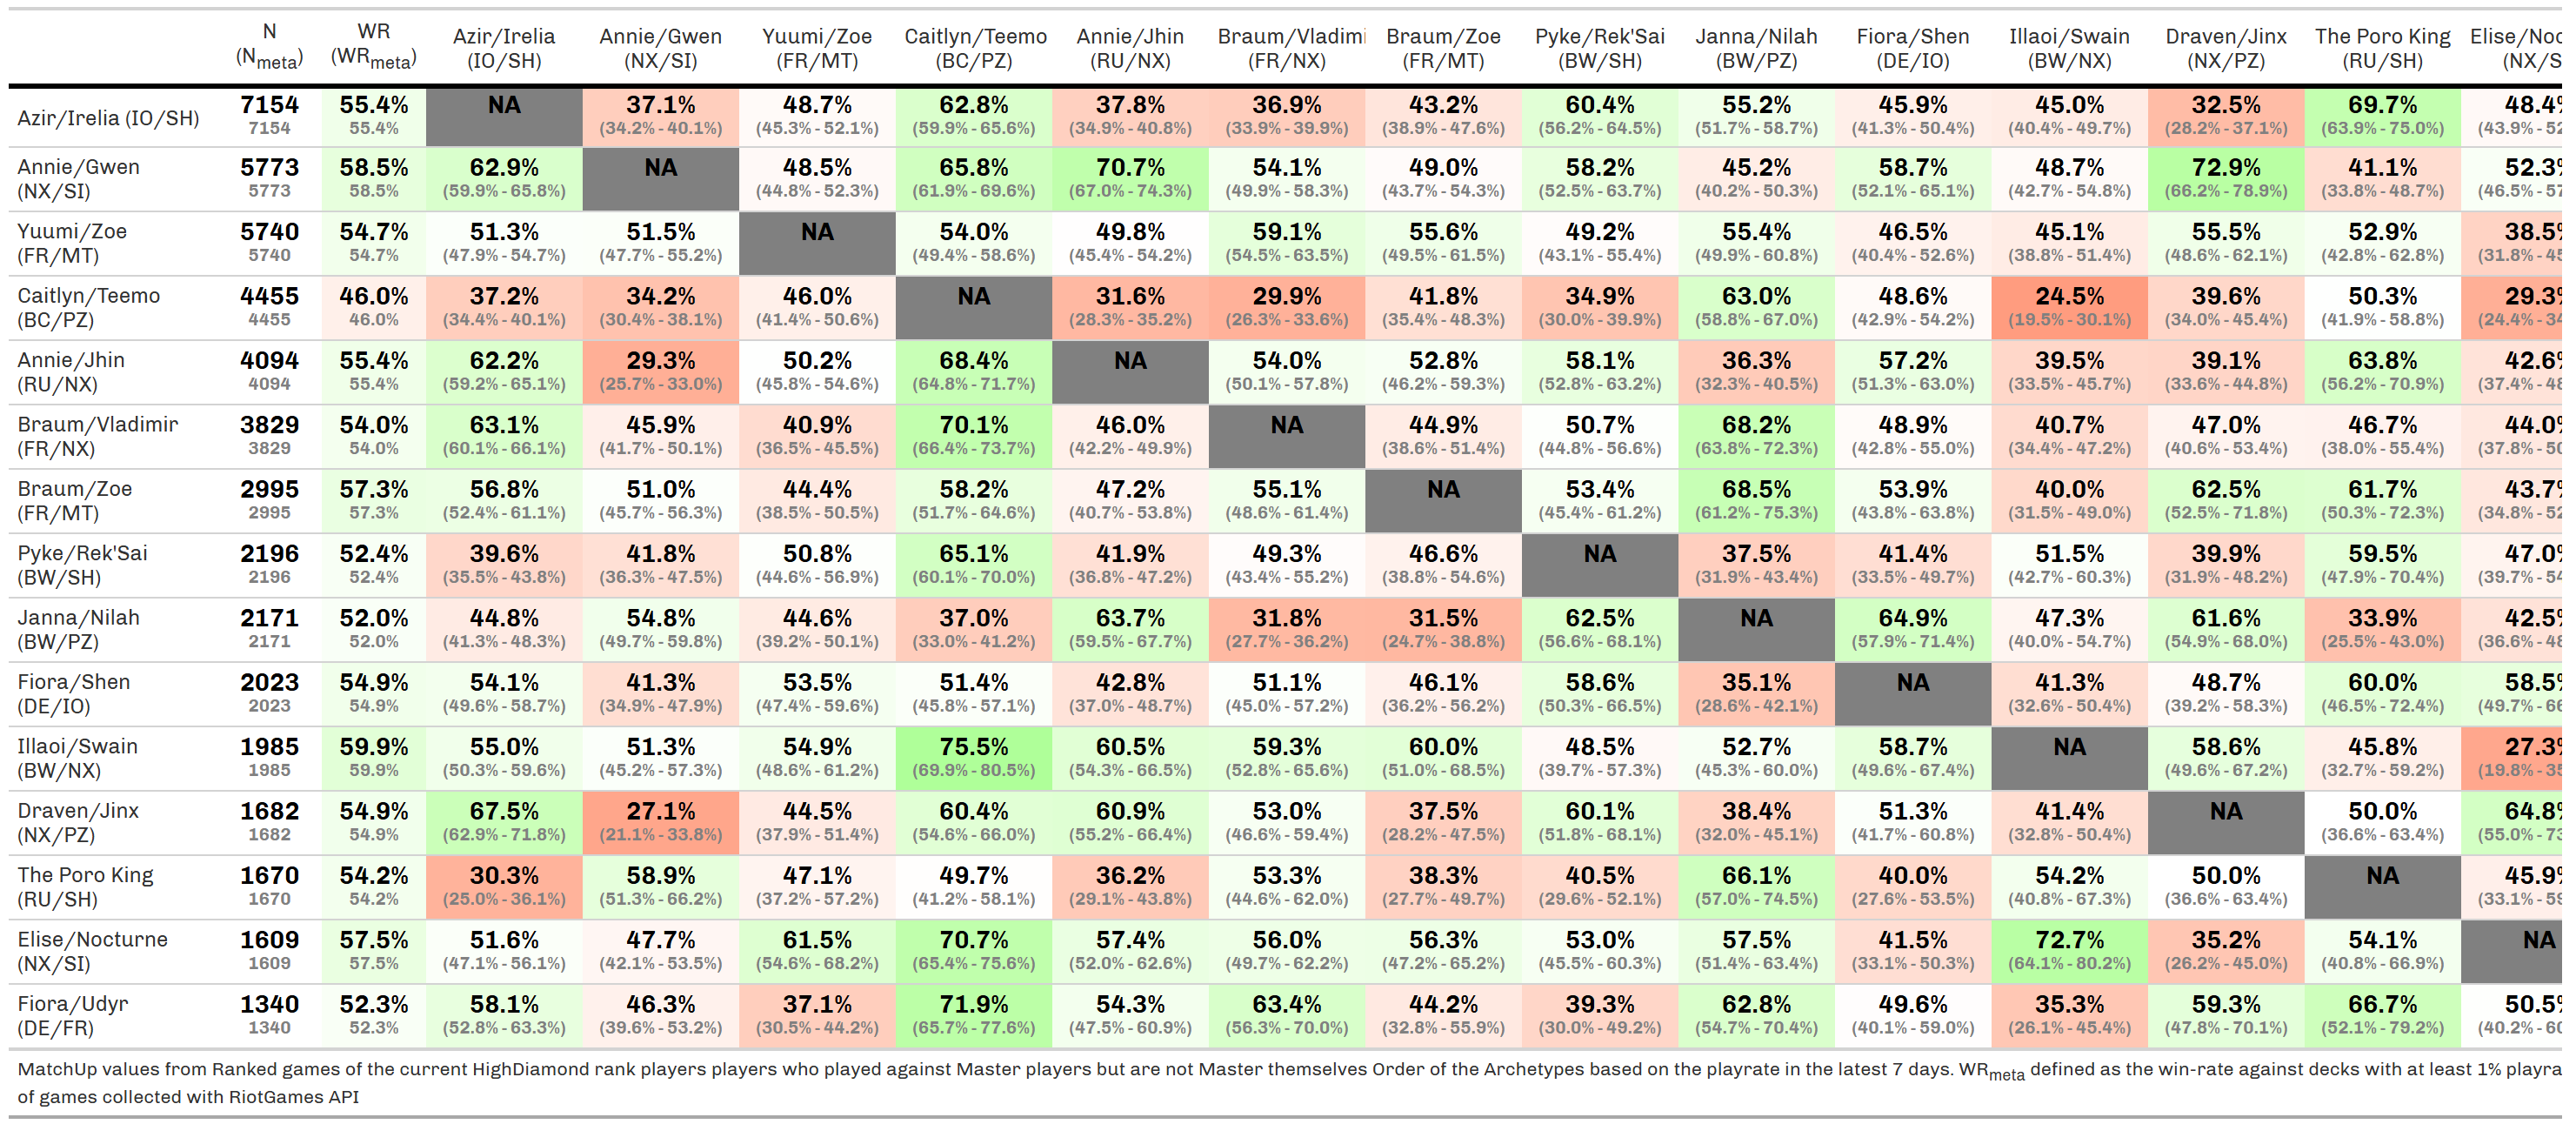 N WR Azir/Irelia Annie/Gwen Yuumi/Zoe Caitlyn/Teemo Annie/Jhin Braum/Vladimi Braum/Zoe Pyke/Rek'Sai Janna/Nilah Fiora/Shen Illaoi/Swain Draven/Jinx The Poro King Elise/Noc
(Nmeta) (WRmeta) (IO/SH) (NX/SI) (FR/MT) (BC/PZ) (RU/NX) (FR/NX) (FR/MT) (BW/SH) (BW/PZ) (DE/IO) (BW/NX) (NX/PZ) (RU/SH) (NX/S
Azir/Irelia (IO/SH) 7154 55.4% NA 37.1% 48.7% 62.8% 37.8% 36.9% 43.2% 60.4% 55.2% 45.9% 45.0% 32.5% 69.7% 48.4%
7154 55.4% (34.2% - 40.1%) (45.3% - 52.1%) (59.9% - 65.6%) (34.9% - 40.8%) (33.9% - 39.9%) (38.9% - 47.6%) (56.2% - 64.5%) (51.7% - 58.7%) (41.3% - 50.4%) (40.4% - 49.7%) (28.2% - 37.1%) (63.9% - 75.0%) (43.9% - 52
Annie/Gwen 5773 58.5% 62.9% NA 48.5% 65.8% 70.7% 54.1% 49.0% 58.2% 45.2% 58.7% 48.7% 72.9% 41.1% 52.3%
(NX/SI) 5773 58.5% (59.9% - 65.8%) (44.8% - 52.3%) (61.9% - 69.6%) (67.0% - 74.3%) (49.9% - 58.3%) (43.7% - 54.3%) (52.5% - 63.7%) (40.2% - 50.3%) (52.1% - 65.1%) (42.7% - 54.8%) (66.2% - 78.9%) (33.8% - 48.7%) (46.5% - 57
Yuumi/Zoe 5740 54.7% 51.3% 51.5% NA 54.0% 49.8% 59.1% 55.6% 49.2% 55.4% 46.5% 45.1% 55.5% 52.9% 38.5%
(FR/MT) 5740 54.7% (47.9% - 54.7%) (47.7% - 55.2%) (49.4% - 58.6%) (45.4% - 54.2%) (54.5% - 63.5%) (49.5% - 61.5%) (43.1% - 55.4%) (49.9% - 60.8%) (40.4% - 52.6%) (38.8% - 51.4%) (48.6% - 62.1%) (42.8% - 62.8%) (31.8% - 45
Caitlyn/Teemo 4455 46.0% 37.2% 34.2% 46.0% NA 31.6% 29.9% 41.8% 34.9% 63.0% 48.6% 24.5% 39.6% 50.3% 29.3%
(BC/PZ) 4455 46.0% (34.4% - 40.1%) (30.4% - 38.1%) (41.4% - 50.6%) (28.3% - 35.2%) (26.3% - 33.6%) (35.4% - 48.3%) (30.0% - 39.9%) (58.8% - 67.0%) (42.9% - 54.2%) (19.5% - 30.1%) (34.0% - 45.4%) (41.9% - 58.8%) (24.4% - 34
Annie/Jhin 4094 55.4% 62.2% 29.3% 50.2% 68.4% NA 54.0% 52.8% 58.1% 36.3% 57.2% 39.5% 39.1% 63.8% 42.6%
(RU/NX) 4094 55.4% (59.2% - 65.1%) (25.7% - 33.0%) (45.8% - 54.6%) (64.8% - 71.7%) (50.1% - 57.8%) (46.2% - 59.3%) (52.8% - 63.2%) (32.3% - 40.5%) (51.3% - 63.0%) (33.5% - 45.7%) (33.6% - 44.8%) (56.2% - 70.9%) (37.4% - 48
Braum/Vladimir 3829 54.0% 63.1% 45.9% 40.9% 70.1% 46.0% NA 44.9% 50.7% 68.2% 48.9% 40.7% 47.0% 46.7% 44.0%
(FR/NX) 3829 54.0% (60.1% - 66.1%) (41.7% - 50.1%) (36.5% - 45.5%) (66.4% - 73.7%) (42.2% - 49.9%) (38.6% - 51.4%) (44.8% - 56.6%) (63.8% - 72.3%) (42.8% - 55.0%) (34.4% - 47.2%) (40.6% - 53.4%) (38.0% - 55.4%) (37.8% - 50
Braum/Zoe 2995 57.3% 56.8% 51.0% 44.4% 58.2% 47.2% 55.1% NA 53.4% 68.5% 53.9% 40.0% 62.5% 61.7% 43.7%
(FR/MT) 2995 57.3% (52.4% - 61.1%) (45.7% - 56.3%) (38.5% - 50.5%) (51.7% - 64.6%) (40.7% - 53.8%) (48.6% - 61.4%) (45.4% - 61.2%) (61.2% - 75.3%) (43.8% - 63.8%) (31.5% - 49.0%) (52.5% - 71.8%) (50.3% - 72.3%) (34.8% - 52
Pyke/Rek'Sai 2196 52.4% 39.6% 41.8% 50.8% 65.1% 41.9% 49.3% 46.6% NA 37.5% 41.4% 51.5% 39.9% 59.5% 47.0%
(BW/SH) 2196 52.4% (35.5% - 43.8%) (36.3% - 47.5%) (44.6% - 56.9%) (60.1% - 70.0%) (36.8% - 47.2%) (43.4% - 55.2%) (38.8% - 54.6%) (31.9% - 43.4%) (33.5% - 49.7%) (42.7% - 60.3%) (31.9% - 48.2%) (47.9% - 70.4%) (39.7% - 54
Janna/Nilah 2171 52.0% 44.8% 54.8% 44.6% 37.0% 63.7% 31.8% 31.5% 62.5% NA 64.9% 47.3% 61.6% 33.9% 42.5%
(BW/PZ) 2171 52.0% (41.3% - 48.3%) (49.7% - 59.8%) (39.2% - 50.1%) (33.0% - 41.2%) (59.5% - 67.7%) (27.7% - 36.2%) (24.7% - 38.8%) (56.6% - 68.1%) (57.9% - 71.4%) (40.0% - 54.7%) (54.9% - 68.0%) (25.5% - 43.0%) (36.6% - 48
Fiora/Shen 2023 54.9% 54.1% 41.3% 53.5% 51.4% 42.8% 51.1% 46.1% 58.6% 35.1% NA 41.3% 48.7% 60.0% 58.5%
(DE/IO) 2023 54.9% (49.6% - 58.7%) (34.9% - 47.9%) (47.4% - 59.6%) (45.8% - 57.1%) (37.0% - 48.7%) (45.0% - 57.2%) (36.2% - 56.2%) (50.3% - 66.5%) (28.6% - 42.1%) (32.6% - 50.4%) (39.2% - 58.3%) (46.5% - 72.4%) (49.7% - 66
Illaoi/Swain 1985 59.9% 55.0% 51.3% 54.9% 75.5% 60.5% 59.3% 60.0% 48.5% 52.7% 58.7% NA 58.6% 45.8% 27.3%
(BW/NX) 1985 59.9% (50.3% - 59.6%) (45.2% - 57.3%) (48.6% - 61.2%) (69.9% - 80.5%) (54.3% - 66.5%) (52.8% - 65.6%) (51.0% - 68.5%) (39.7% - 57.3%) (45.3% - 60.0%) (49.6% - 67.4%) (49.6% - 67.2%) (32.7% - 59.2%) (19.8% - 35
Draven/Jinx 1682 54.9% 67.5% 27.1% 44.5% 60.4% 60.9% 53.0% 37.5% 60.1% 38.4% 51.3% 41.4% NA 50.0% 64.8%
(NX/PZ) 1682 54.9% (62.9% - 71.8%) (21.1% - 33.8%) (37.9% - 51.4%) (54.6% - 66.0%) (55.2% - 66.4%) (46.6% - 59.4%) (28.2% - 47.5%) (51.8% - 68.1%) (32.0% - 45.1%) (41.7% - 60.8%) (32.8% - 50.4%) (36.6% - 63.4%) (55.0% - 73
The Poro King 1670 54.2% 30.3% 58.9% 47.1% 49.7% 36.2% 53.3% 38.3% 40.5% 66.1% 40.0% 54.2% 50.0% NA 45.9%
(RU/SH) 1670 54.2% (25.0% - 36.1%) (51.3% - 66.2%) (37.2% - 57.2%) (41.2% - 58.1%) (29.1% - 43.8%) (44.6% - 62.0%) (27.7% - 49.7%) (29.6% - 52.1%) (57.0% - 74.5%) (27.6% - 53.5%) (40.8% - 67.3%) (36.6% - 63.4%) (33.1% - 59
Elise/Nocturne 1609 57.5% 51.6% 47.7% 61.5% 70.7% 57.4% 56.0% 56.3% 53.0% 57.5% 41.5% 72.7% 35.2% 54.1% NA
(NX/SI) 1609 57.5% (47.1% - 56.1%) (42.1% - 53.5%) (54.6% - 68.2%) (65.4% - 75.6%) (52.0% - 62.6%) (49.7% - 62.2%) (47.2% - 65.2%) (45.5% - 60.3%) (51.4% - 63.4%) (33.1% - 50.3%) (64.1% - 80.2%) (26.2% - 45.0%) (40.8% - 66.9%)
Fiora/Udyr 1340 52.3% 58.1% 46.3% 37.1% 71.9% 54.3% 63.4% 44.2% 39.3% 62.8% 49.6% 35.3% 59.3% 66.7% 50.5%
(DE/FR) 1340 52.3% (52.8% - 63.3%) (39.6% - 53.2%) (30.5% - 44.2%) (65.7% - 77.6%) (47.5% - 60.9%) (56.3% - 70.0%) (32.8% - 55.9%) (30.0% - 49.2%) (54.7% - 70.4%) (40.1% - 59.0%) (26.1% - 45.4%) (47.8% - 70.1%) (52.1% - 79.2%) (40.2% - 60
MatchUp values from Ranked games of the current HighDiamond rank players players who played against Master players but are not Master themselves Order of the Archetypes based on the playrate in the latest 7 days. WRmeta defined as the win-rate against decks with at least 1% playra
of games collected with RiotGames API